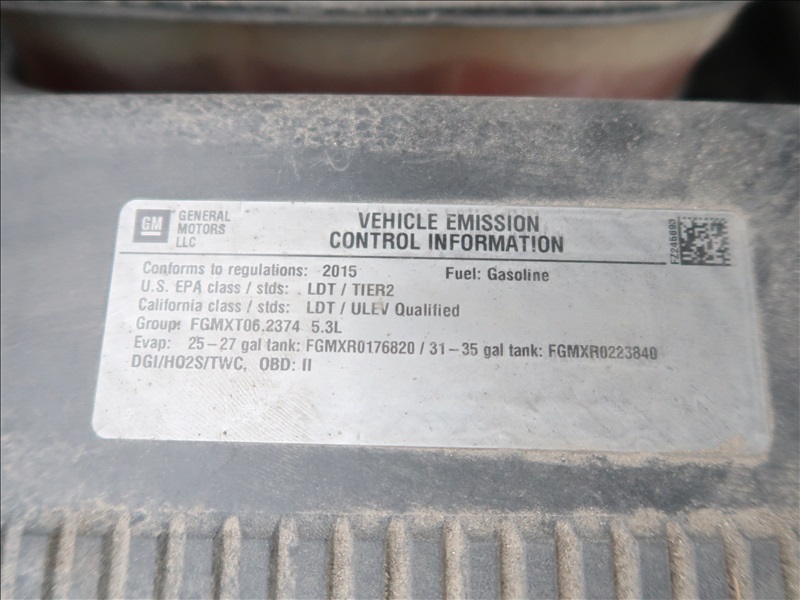 GM
GENERAL
MOTORS
LLC
VEHICLE EMISSION
CONTROL INFORMATION
Conforms to regulations: 2015 Fuel: Gasoline
U.S. EPA class / stds: LDT / TIER2
California class / stds: LDT / ULEV Qualified
Group: FGMXT06.2374 5.3L
Evap: 25-27 gal tank: FGMXR0176820 / 31-35 gal tank: FGMXR0223840
DGI/HO2S/TWC, OBD: II